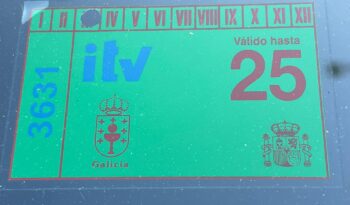 I II IV V VI VII VIII IX X XI XII
3631
itv
Válido hasta
25
Galicia